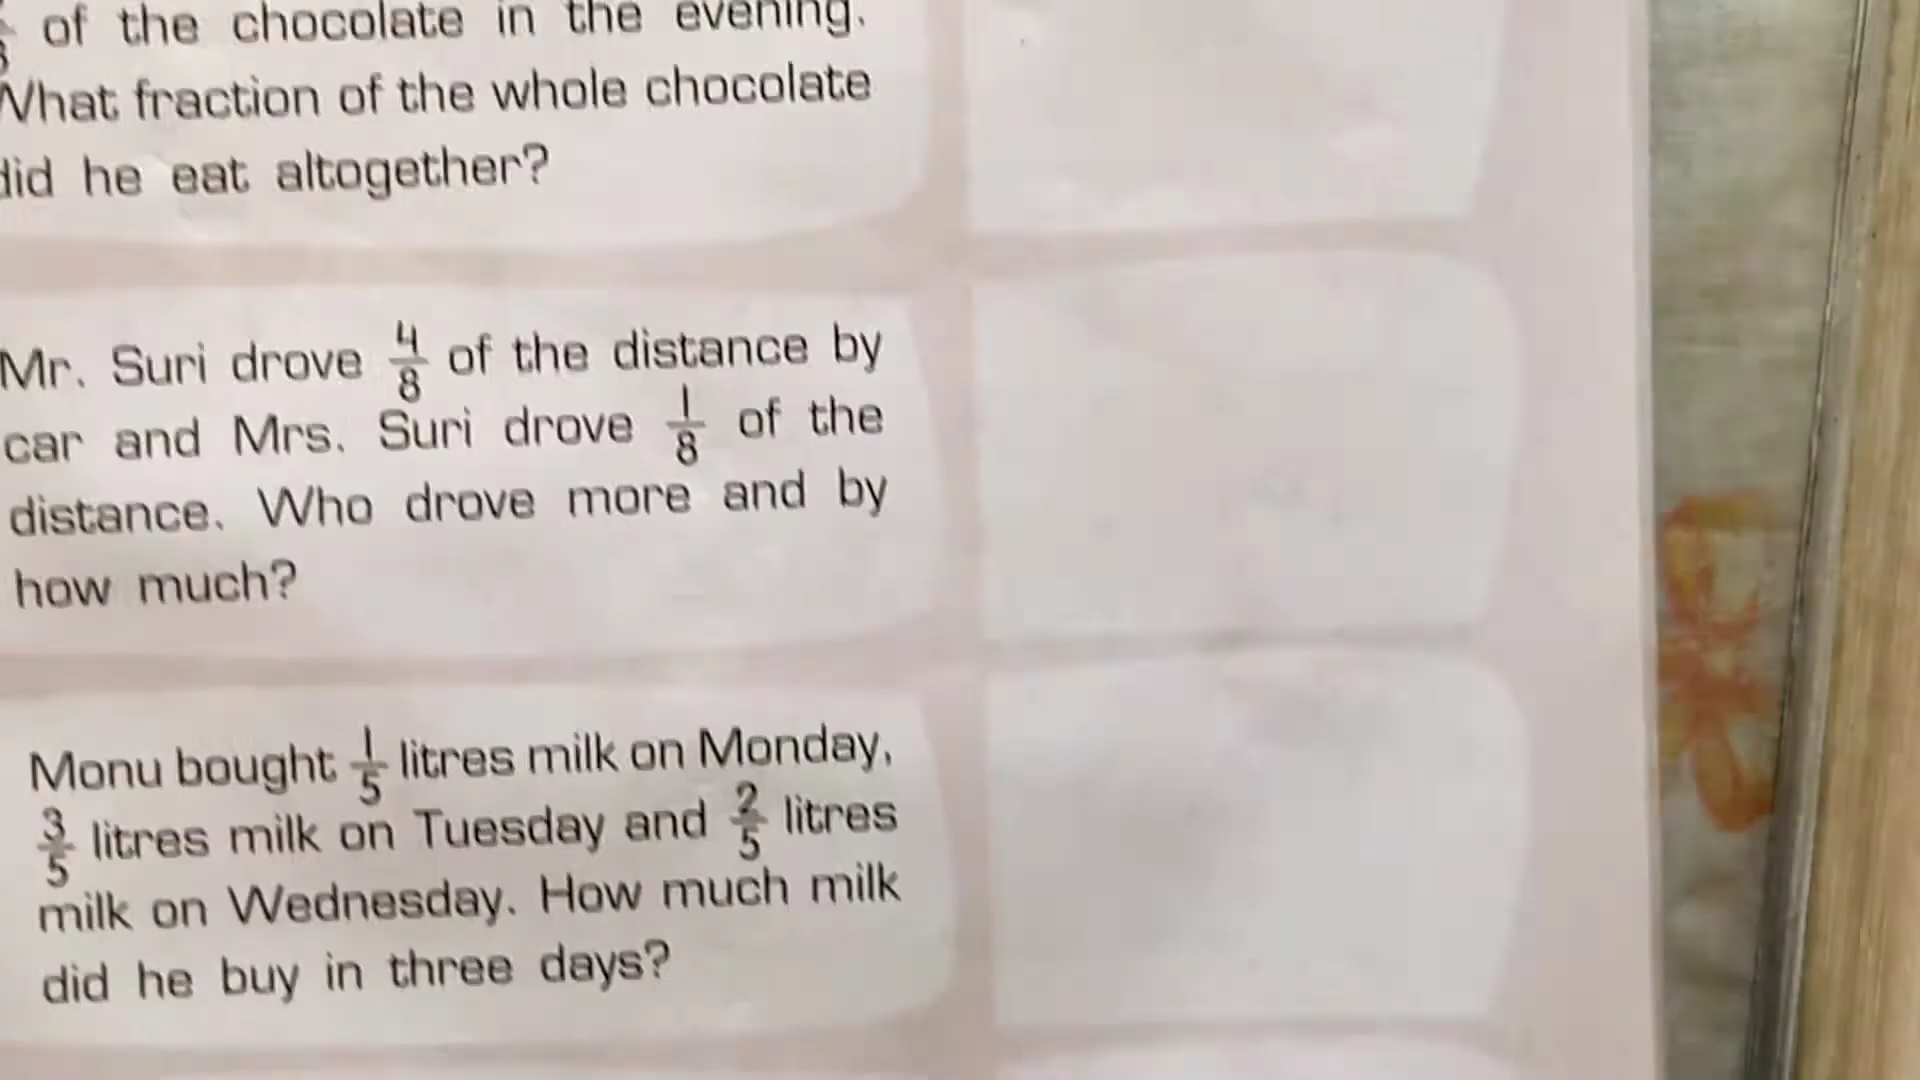 of the chocolate in the evening.
What fraction of the whole chocolate
did he eat altogether?
Mr. Suri drove 4/8 of the distance by
car and Mrs. Suri drove 1/8 of the
distance. Who drove more and by
how much?
Monu bought 1/5 litres milk on Monday,
3/5 litres milk on Tuesday and 2/5 litres
milk on Wednesday. How much milk
did he buy in three days?